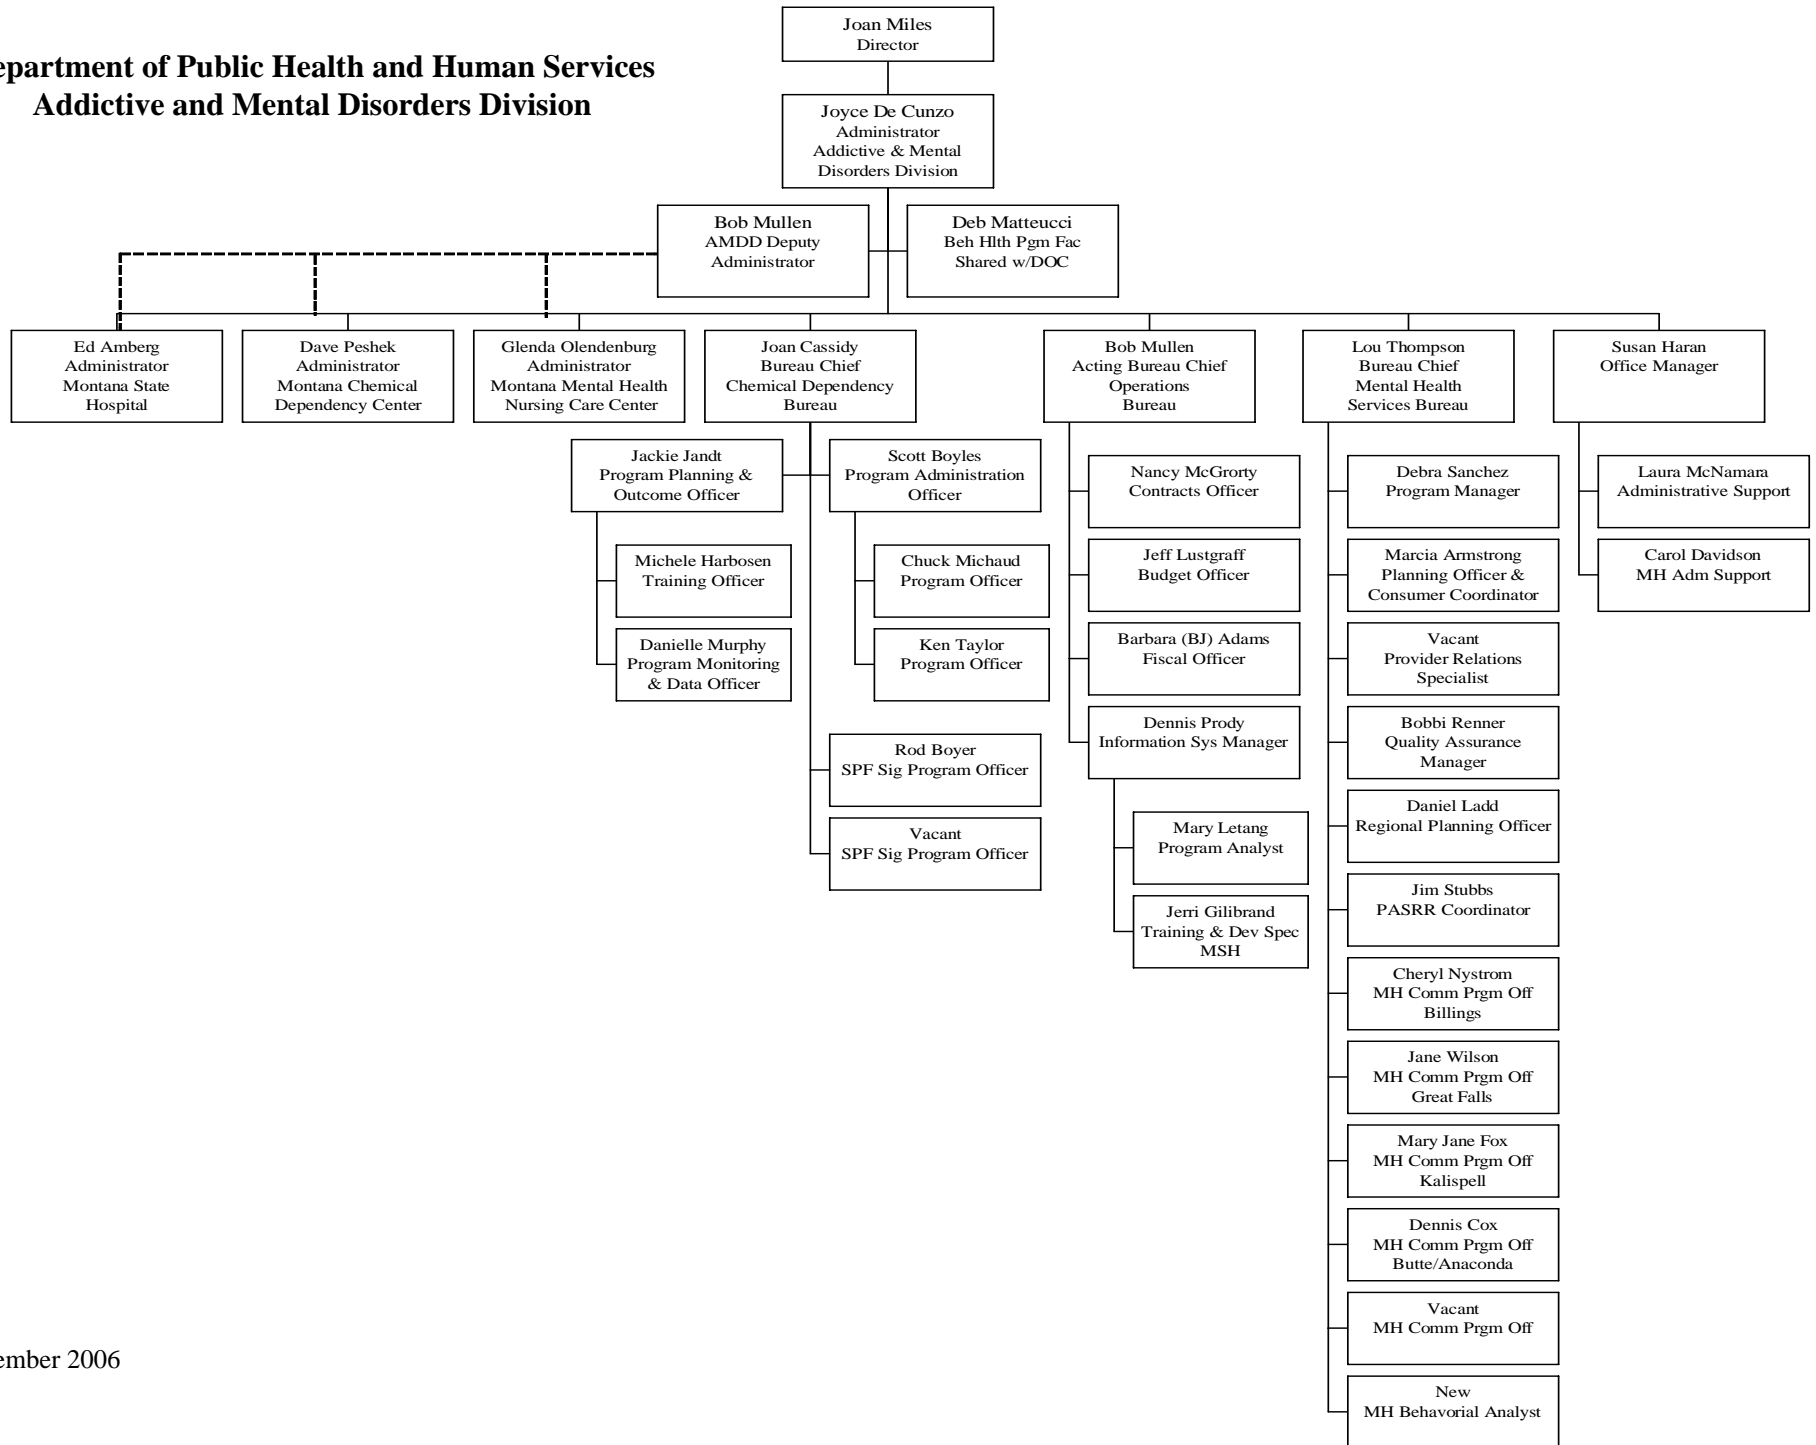 Joan Miles
Director
epartment of Public Health and Human Services
Addictive and Mental Disorders Division
Joyce De Cunzo
Administrator
Addictive & Mental
Disorders Division
Bob Mullen
AMDD Deputy
Administrator
Deb Matteucci
Beh Hlth Pgm Fac
Shared w/DOC
Ed Amberg
Administrator
Montana State
Hospital
Dave Peshek
Administrator
Montana Chemical
Dependency Center
Glenda Olendenburg
Administrator
Montana Mental Health
Nursing Care Center
Joan Cassidy
Bureau Chief
Chemical Dependency
Bureau
Bob Mullen
Acting Bureau Chief
Operations
Bureau
Lou Thompson
Bureau Chief
Mental Health
Services Bureau
Susan Haran
Office Manager
Jackie Jandt
Program Planning &
Outcome Officer
Michele Harbosen
Training Officer
Danielle Murphy
Program Monitoring
& Data Officer
Scott Boyles
Program Administration
Officer
Chuck Michaud
Program Officer
Ken Taylor
Program Officer
Rod Boyer
SPF Sig Program Officer
Vacant
SPF Sig Program Officer
Nancy McGrorty
Contracts Officer
Jeff Lustgraff
Budget Officer
Barbara (BJ) Adams
Fiscal Officer
Dennis Prody
Information Sys Manager
Mary Letang
Program Analyst
Jerri Gilibrand
Training & Dev Spec
MSH
Debra Sanchez
Program Manager
Marcia Armstrong
Planning Officer &
Consumer Coordinator
Vacant
Provider Relations
Specialist
Bobbi Renner
Quality Assurance
Manager
Daniel Ladd
Regional Planning Officer
Jim Stubbs
PASRR Coordinator
Cheryl Nystrom
MH Comm Prgm Off
Billings
Jane Wilson
MH Comm Prgm Off
Great Falls
Mary Jane Fox
MH Comm Prgm Off
Kalispell
Dennis Cox
MH Comm Prgm Off
Butte/Anaconda
Vacant
MH Comm Prgm Off
New
MH Behavorial Analyst
Laura McNamara
Administrative Support
Carol Davidson
MH Adm Support
ember 2006